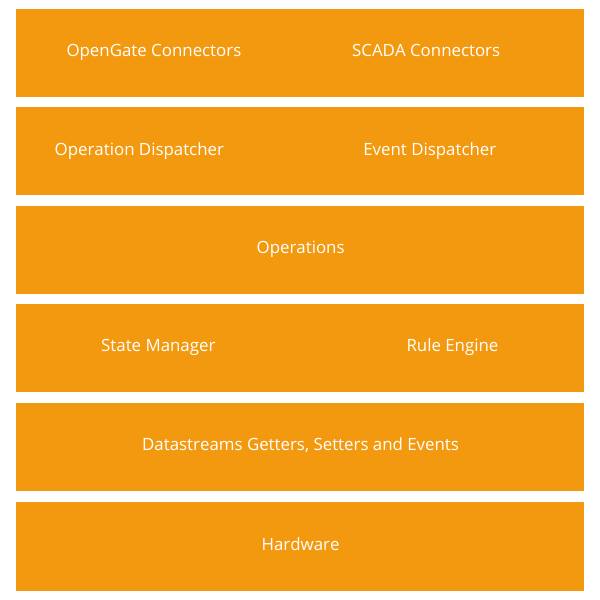 OpenGate Connectors SCADA Connectors
Operation Dispatcher Event Dispatcher
Operations
State Manager Rule Engine
Datastreams Getters, Setters and Events
Hardware